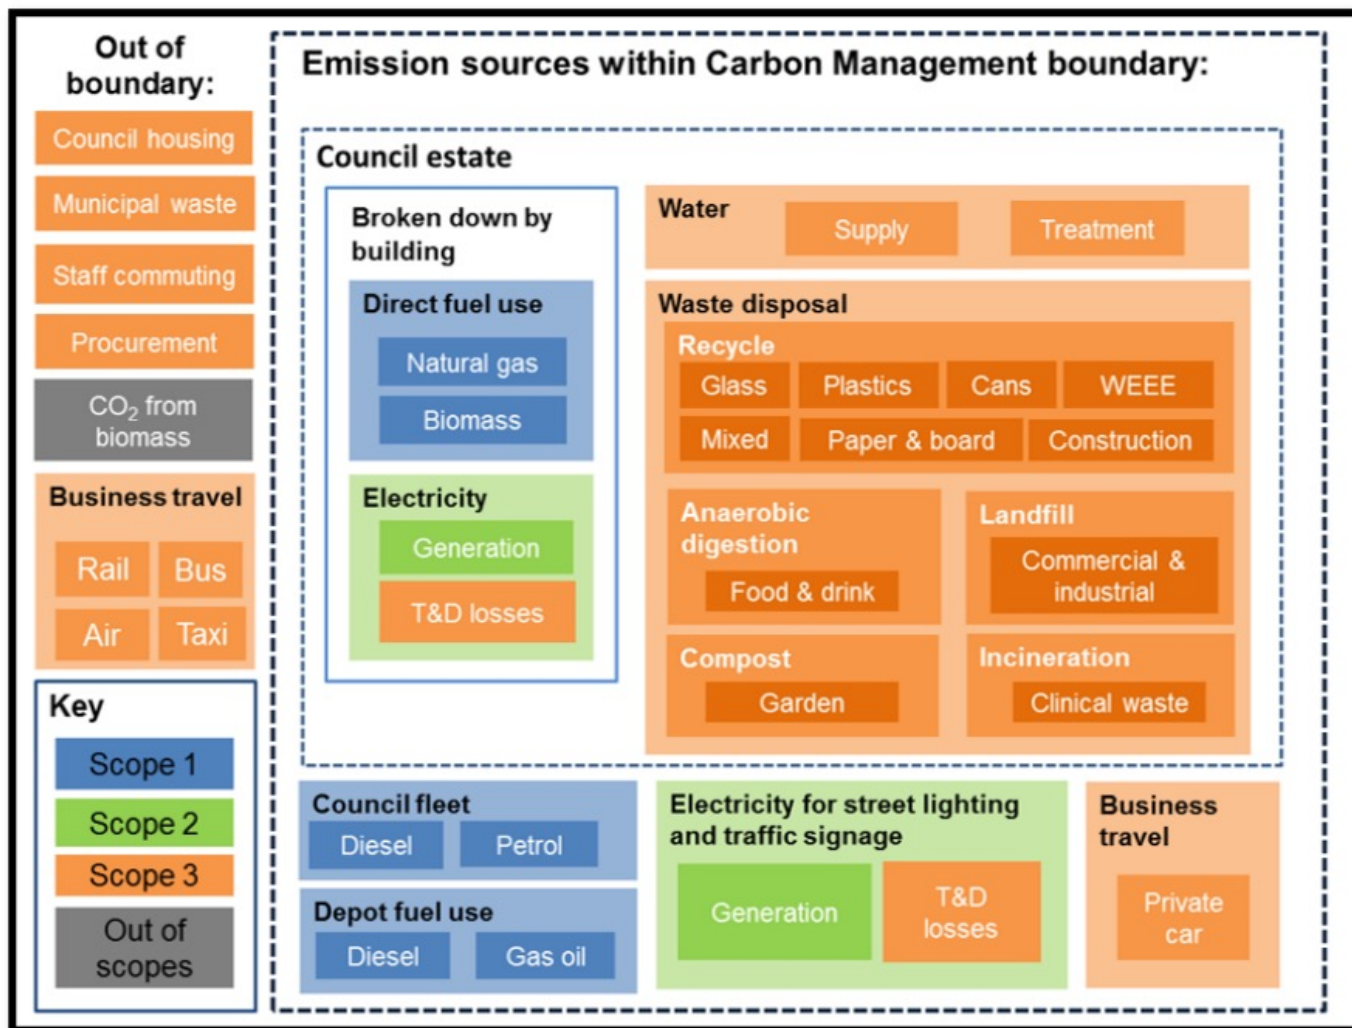 Out of
boundary:
Council housing
Municipal waste
Staff commuting
Procurement
CO₂ from
biomass
Business travel
Rail
Bus
Air
Taxi
Key
Scope 1
Scope 2
Scope 3
Out of
scopes
Emission sources within Carbon Management boundary:
Council estate
Broken down by
building
Direct fuel use
Natural gas
Biomass
Electricity
Generation
T&D losses
Water
Supply
Treatment
Waste disposal
Recycle
Glass
Plastics
Cans
WEEE
Mixed
Paper & board
Construction
Anaerobic
digestion
Food & drink
Landfill
Commercial &
industrial
Compost
Garden
Incineration
Clinical waste
Council fleet
Diesel
Petrol
Depot fuel use
Diesel
Gas oil
Electricity for street lighting
and traffic signage
Generation
T&D
losses
Business
travel
Private
car